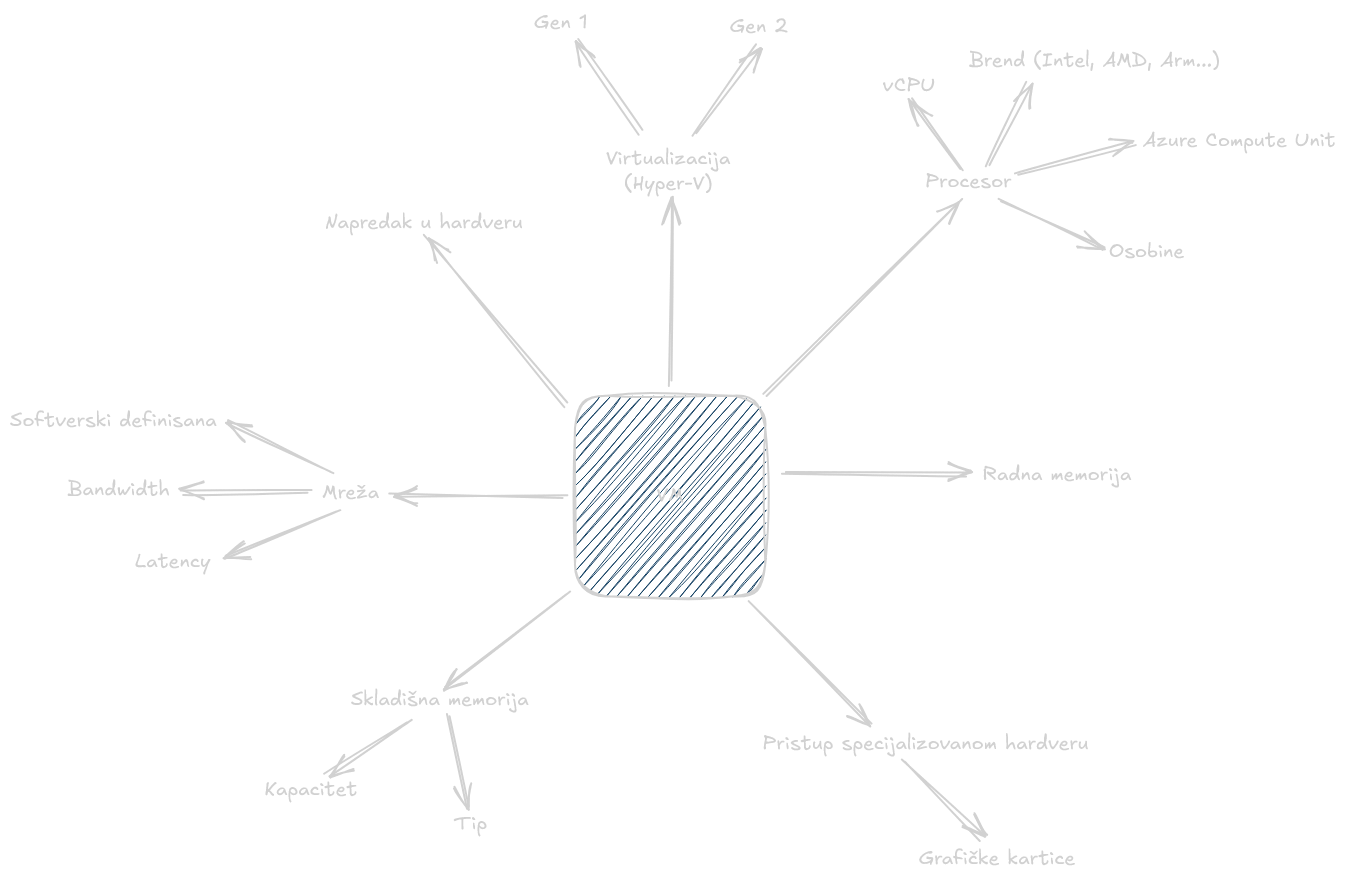 Gen 1
Gen 2
Brend (Intel, AMD, Arm...)
vCPU
Azure Compute Unit
Virtualizacija
(Hyper-V)
Procesor
Napredak u hardveru
Osobine
Softverski definisana
Radna memorija
Bandwidth
Mreža
VM
Latency
Skladišna memorija
Pristup specijalizovanom hardveru
Kapacitet
Tip
Grafičke kartice